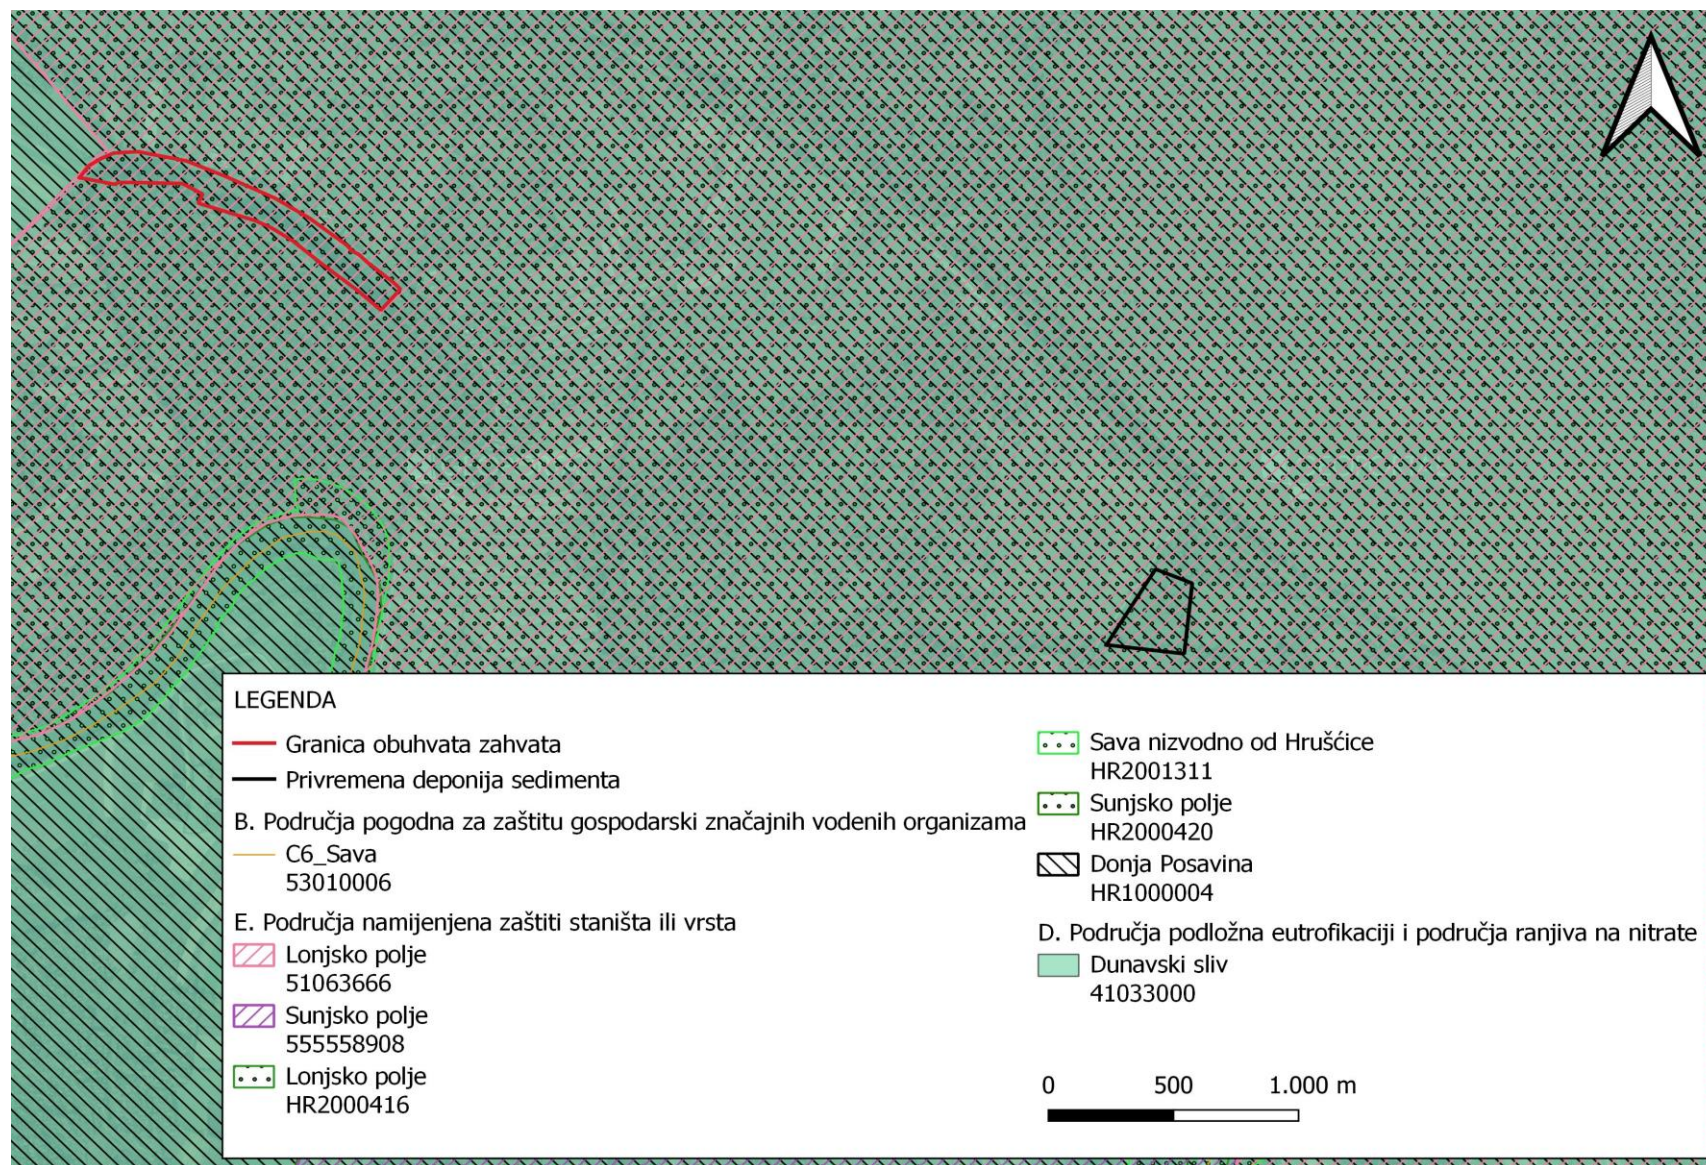 LEGENDA
Granica obuhvata zahvata
Privremena deponija sedimenta
B. Područja pogodna za zaštitu gospodarski značajnih vodenih organizama
C6_Sava
53010006
E. Područja namijenjena zaštiti staništa ili vrsta
Lonjsko polje
51063666
Sunjsko polje
555558908
Lonjsko polje
HR2000416
Sava nizvodno od Hrušćice
HR2001311
Sunjsko polje
HR2000420
Donja Posavina
HR1000004
D. Područja podložna eutrofikaciji i područja ranjiva na nitrate
Dunavski sliv
41033000
0 500 1.000 m